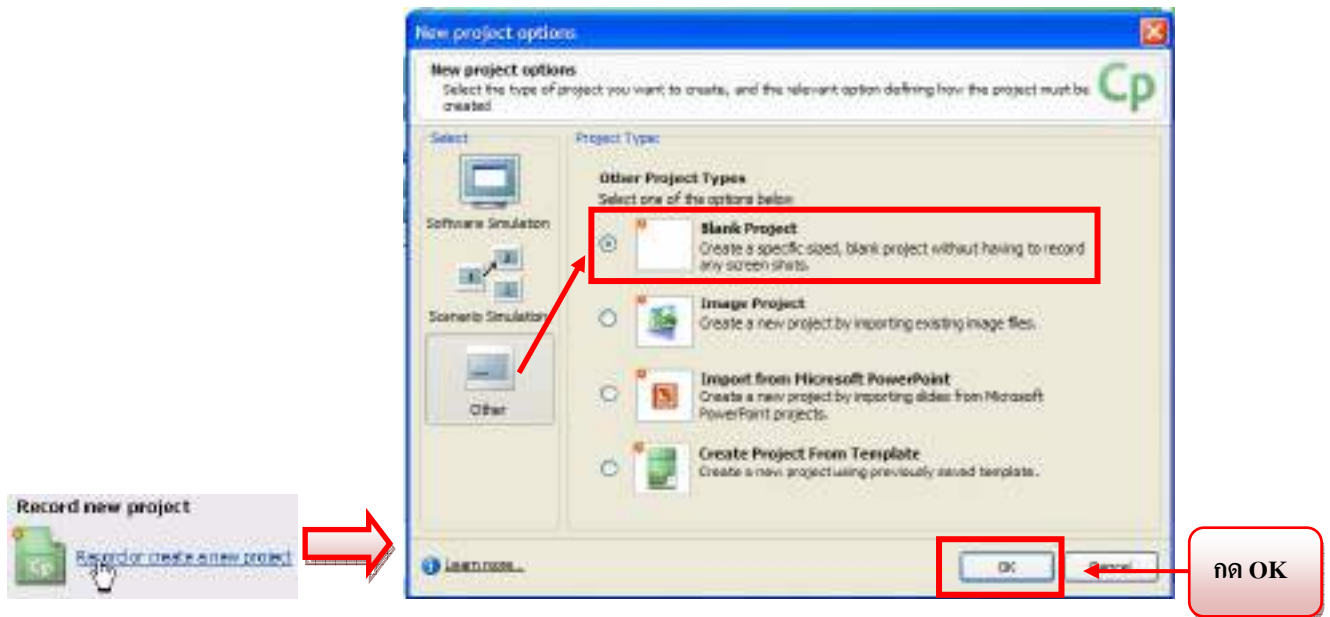 New project options
New project options
Select the type of project you want to create, and the relevant option defining how the project must be
created
Cp
Select
Project Type:
Software Simulation
Scenario Simulation
Other
Other Project Types
Select one of the options below
Blank Project
Create a specific sized, blank project without having to record
any screen shots.
Image Project
Create a new project by importing existing image files.
Import from Microsoft PowerPoint
Create a new project by importing slides from Microsoft
PowerPoint projects.
Create Project From Template
Create a new project using previously saved template.
Record new project
Cp
Record or create a new project
Learn more...
OK
Cancel
กด OK